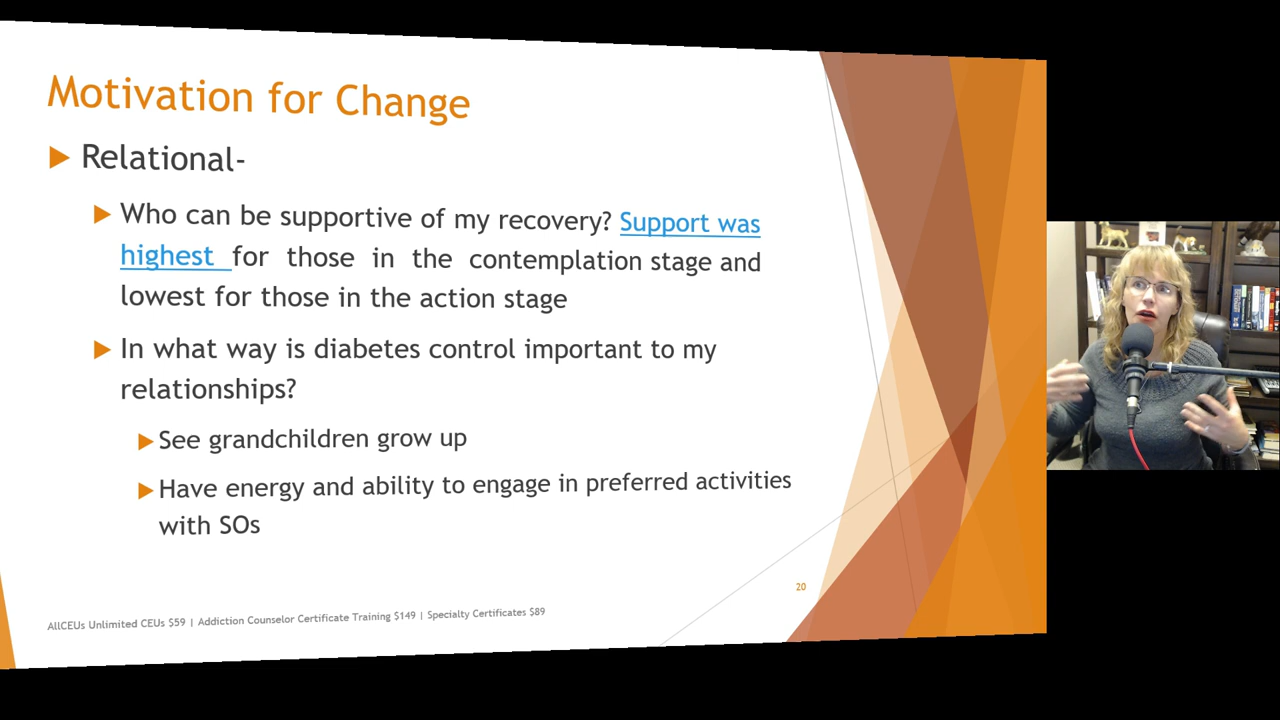 Motivation for Change
Relational-
Who can be supportive of my recovery? Support was
highest for those in the contemplation stage and
lowest for those in the action stage
In what way is diabetes control important to my
relationships?
See grandchildren grow up
Have energy and ability to engage in preferred activities
with SOs
20
AllCEUs Unlimited CEUs $59 | Addiction Counselor Certificate Training $149 | Specialty Certificates $89